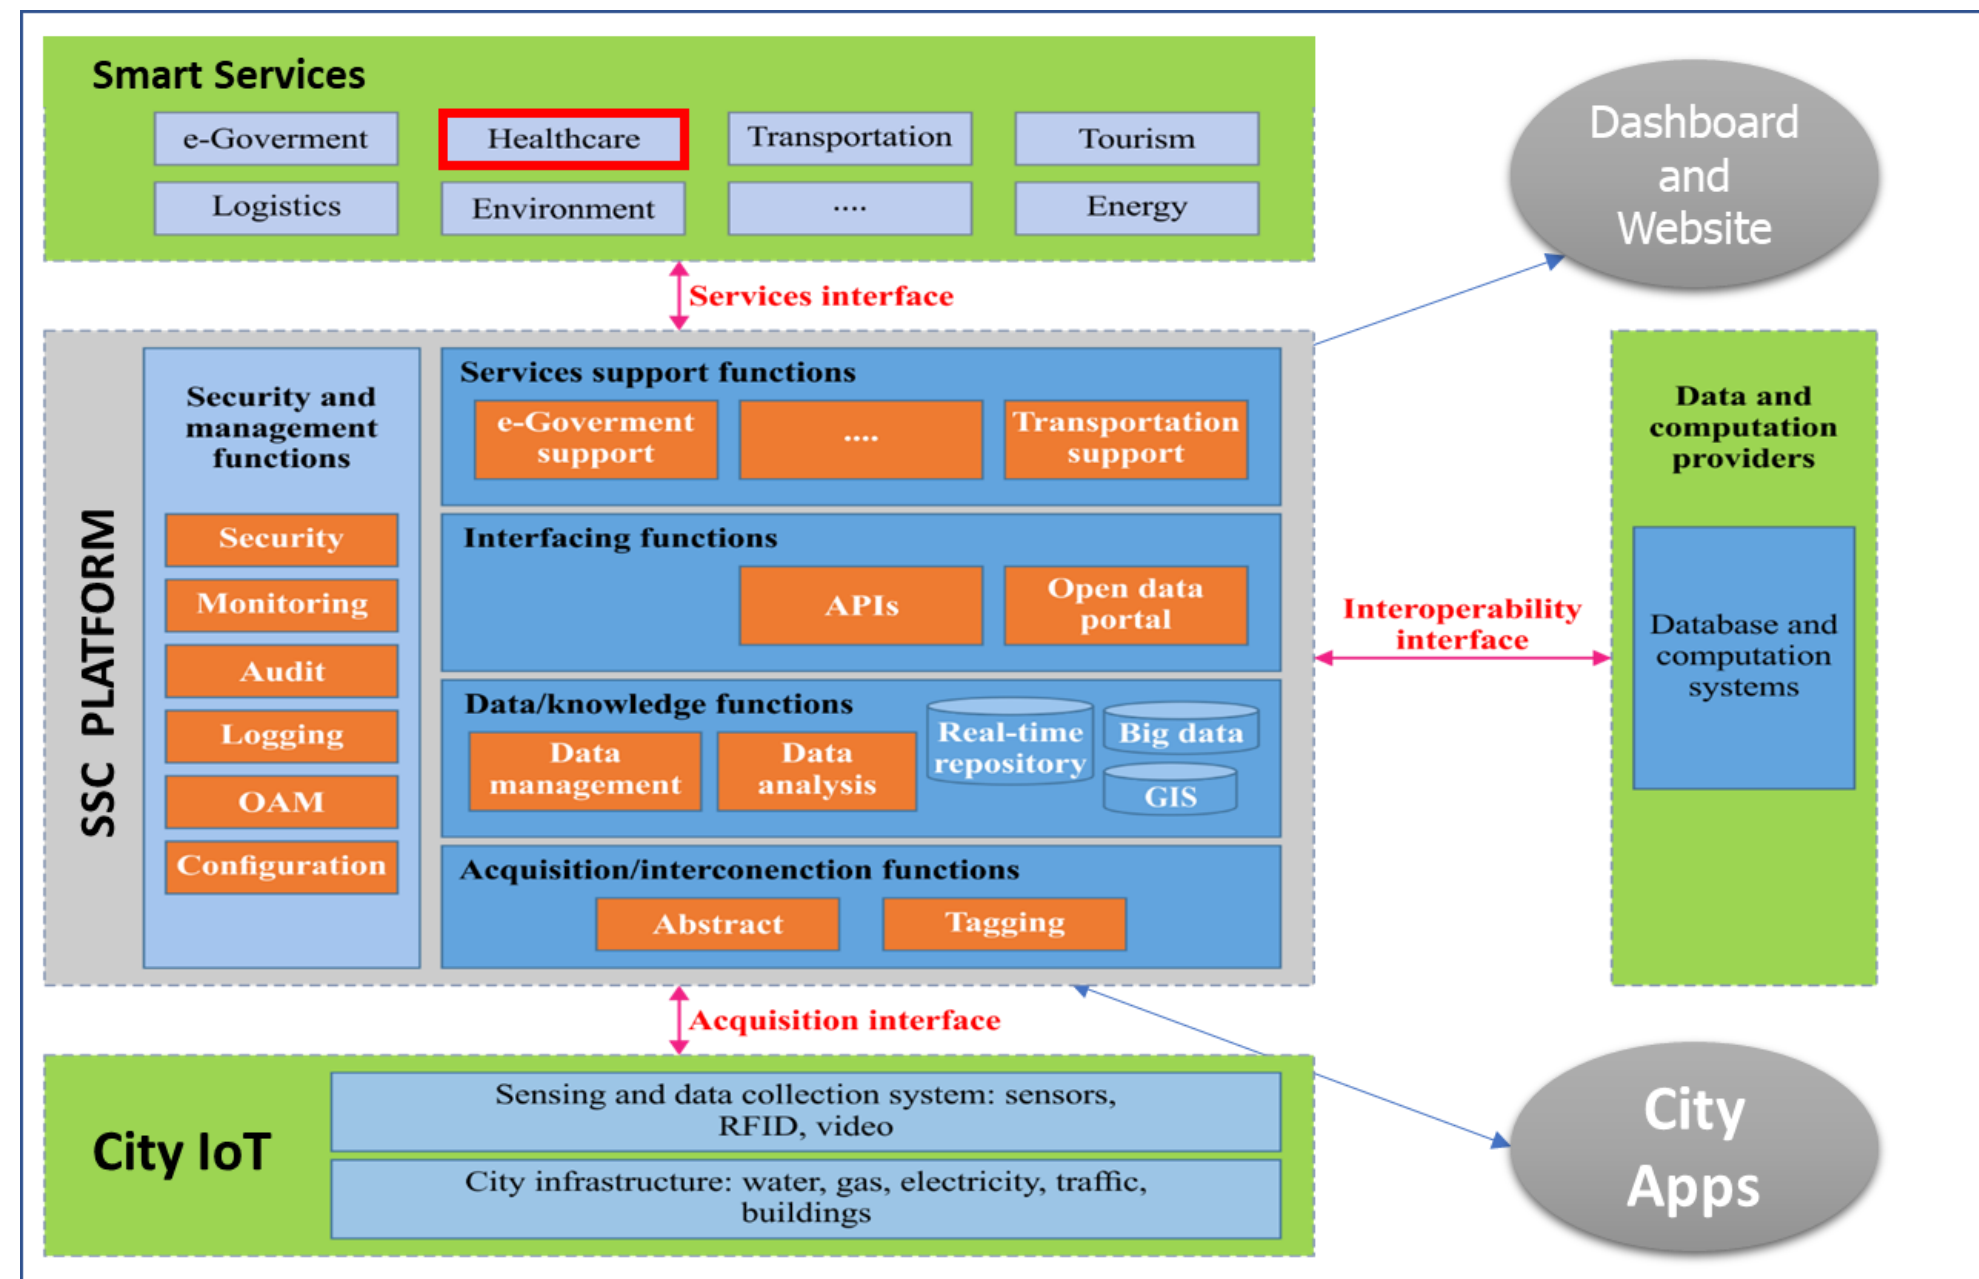 Smart Services
e-Goverment
Healthcare
Transportation
Tourism
Logistics
Environment
....
Energy
Services interface
Dashboard
and
Website
SSC PLATFORM
Security and
management
functions
Security
Monitoring
Audit
Logging
OAM
Configuration
Services support functions
e-Goverment
support
....
Transportation
support
Interfacing functions
APIs
Open data
portal
Data/knowledge functions
Data
management
Data
analysis
Real-time
repository
Big data
GIS
Acquisition/interconenction functions
Abstract
Tagging
Interoperability
interface
Data and
computation
providers
Database and
computation
systems
Acquisition interface
City IoT
Sensing and data collection system: sensors,
RFID, video
City infrastructure: water, gas, electricity, traffic,
buildings
City
Apps